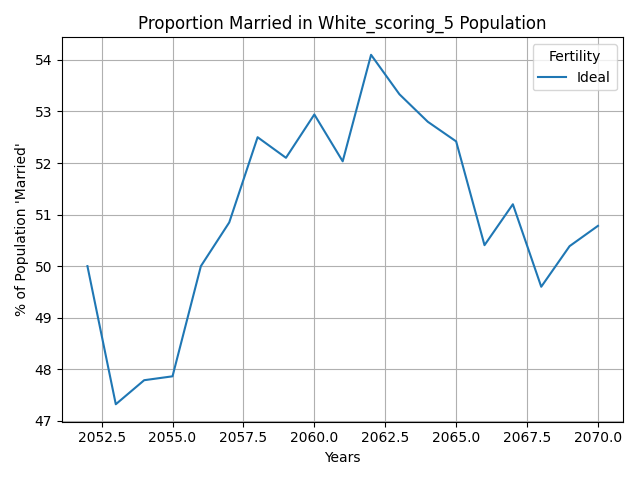 Proportion Married in White_scoring_5 Population
Fertility
Ideal
% of Population 'Married'
54
53
52
51
50
49
48
47
2052.5 2055.0 2057.5 2060.0 2062.5 2065.0 2067.5 2070.0
Years